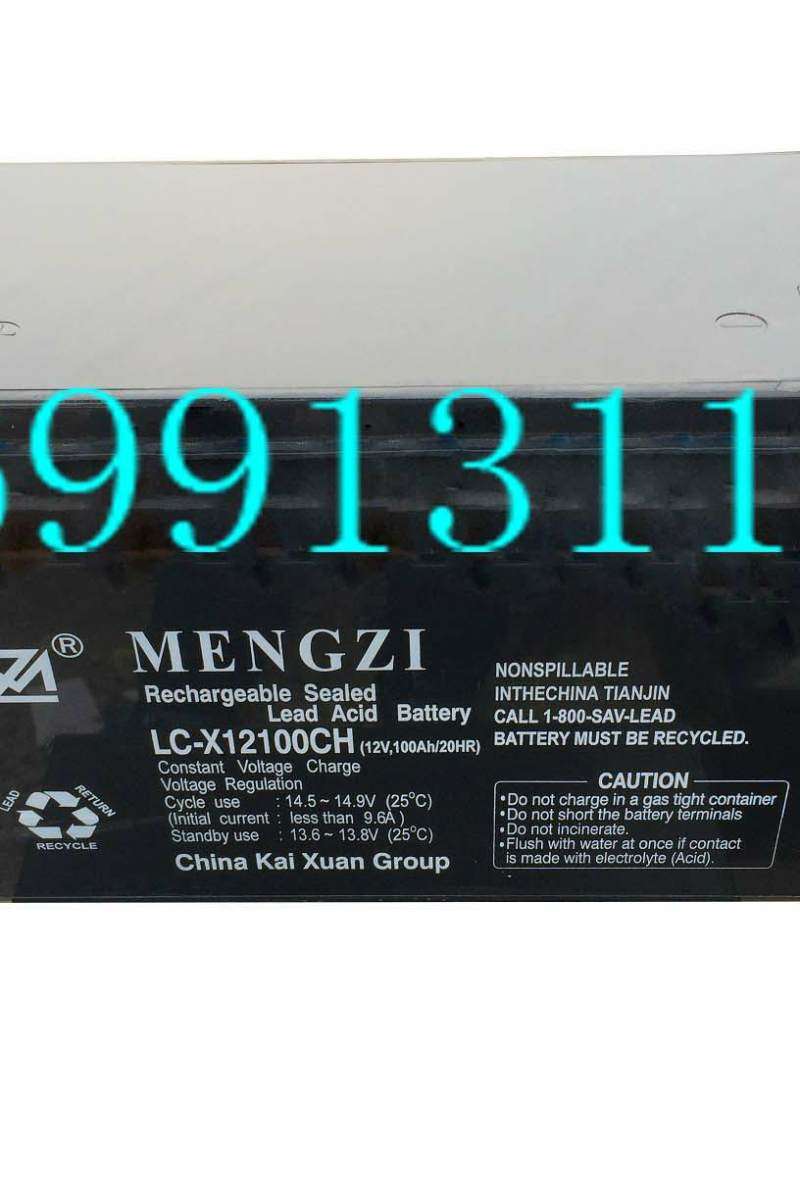 991311
®
MENGZI
Rechargeable Sealed
Lead Acid Battery
LC-X12100CH (12V,100Ah/20HR)
Constant Voltage Charge
Voltage Regulation
Cycle use : 14.5 ~ 14.9V (25°C)
(Initial current : less than 9.6A )
Standby use : 13.6 ~ 13.8V (25°C)
China Kai Xuan Group
NONSPILLABLE
INTHECHINA TIANJIN
CALL 1-800-SAV-LEAD
BATTERY MUST BE RECYCLED.
CAUTION
•Do not charge in a gas tight container
•Do not short the battery terminals
•Do not incinerate.
•Flush with water at once if contact
is made with electrolyte (Acid).
LEAD
RETURN
RECYCLE